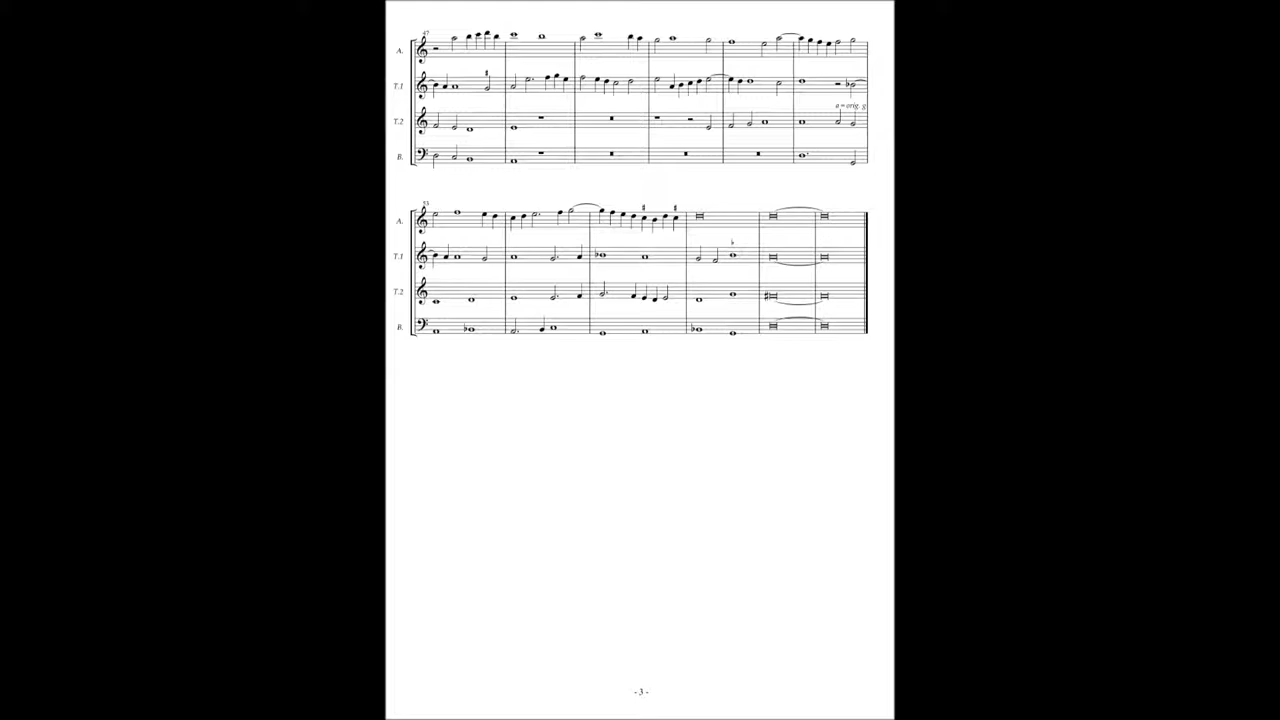 47
A.
T.1
a = orig. g
T.2
B.
53
A.
T.1
T.2
B.
- 3 -